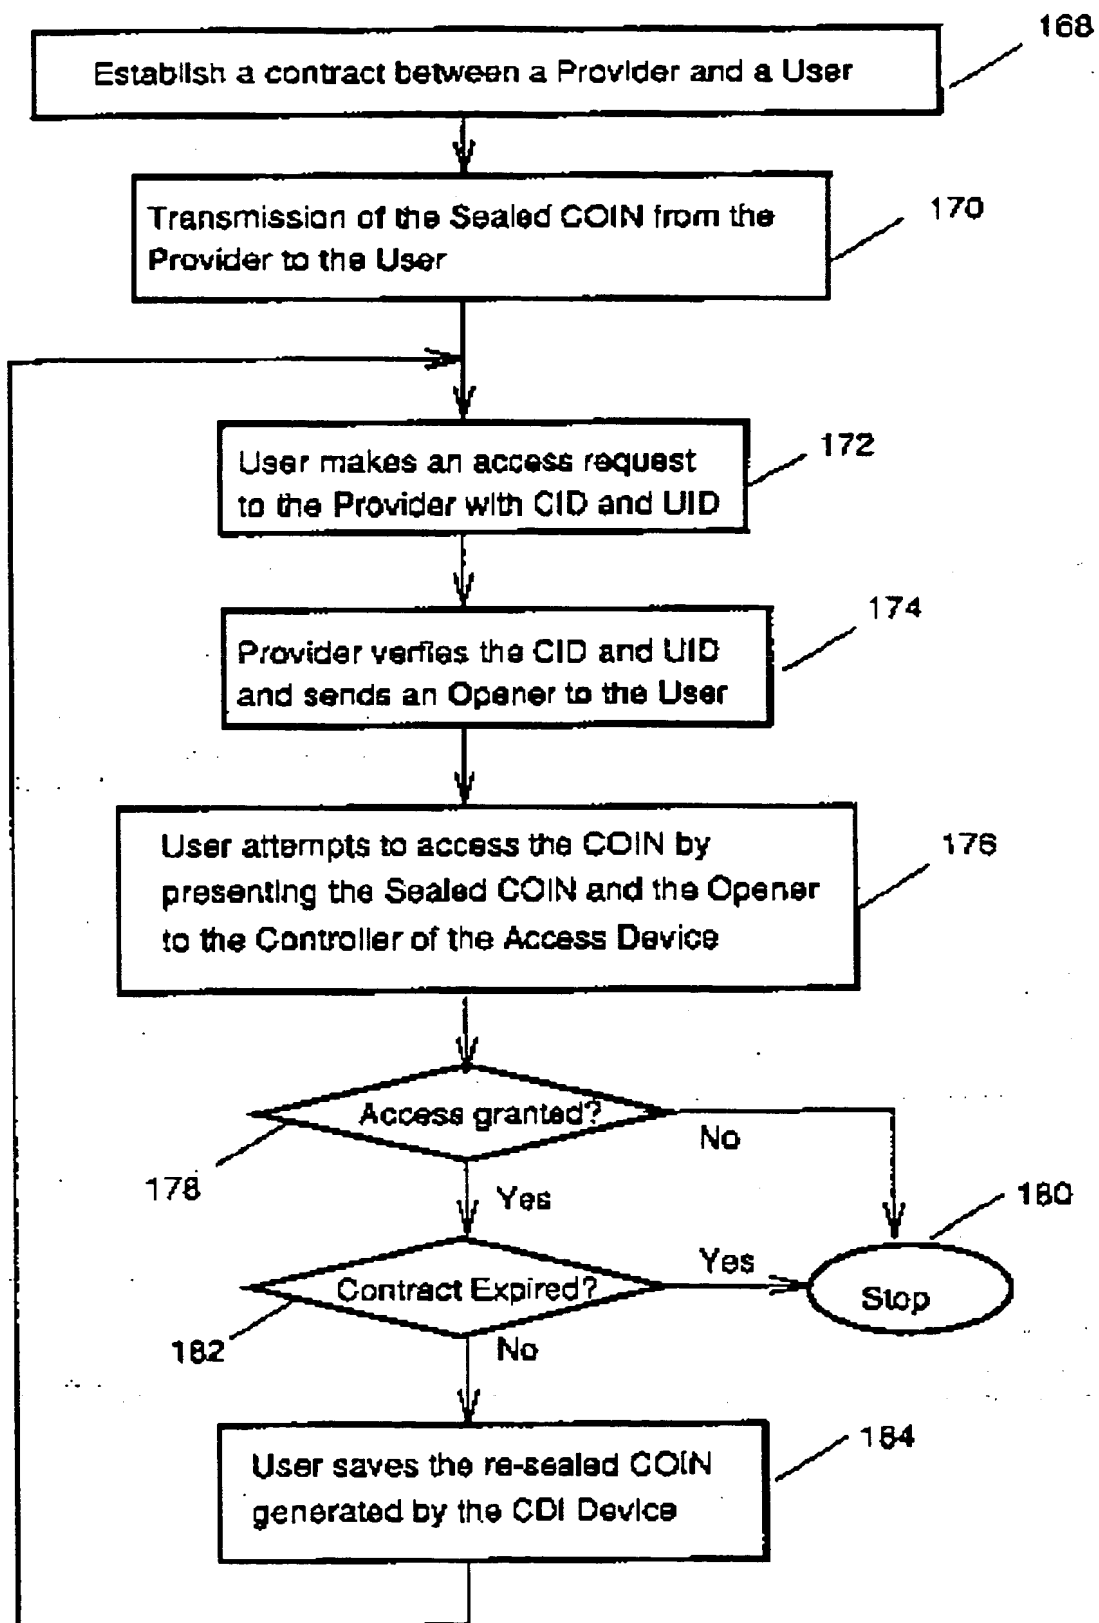 168
Establish a contract between a Provider and a User
170
Transmission of the Sealed COIN from the
Provider to the User
172
User makes an access request
to the Provider with CID and UID
174
Provider verfies the CID and UID
and sends an Opener to the User
176
User attempts to access the COIN by
presenting the Sealed COIN and the Opener
to the Controller of the Access Device
Access granted?
No
178
Yes
180
Contract Expired?
Yes
Stop
182
No
184
User saves the re-sealed COIN
generated by the CDI Device